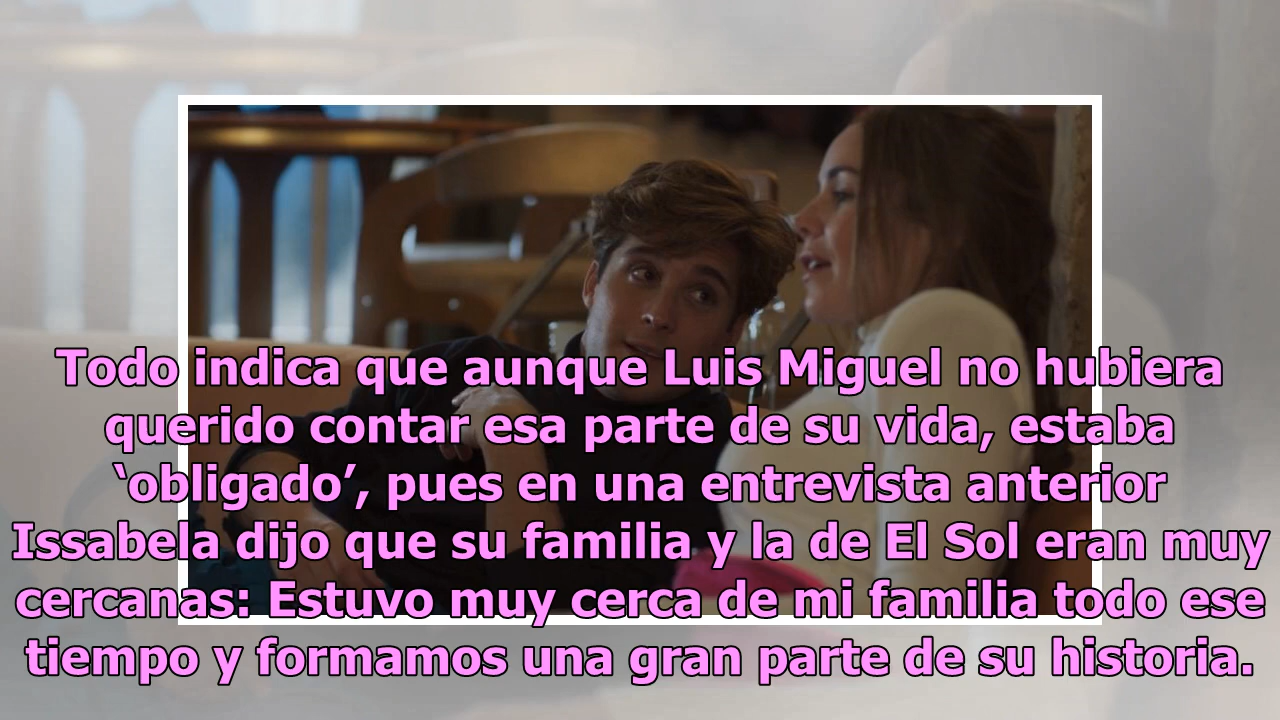 Todo indica que aunque Luis Miguel no hubiera
querido contar esa parte de su vida, estaba
‘obligado’, pues en una entrevista anterior
Issabela dijo que su familia y la de El Sol eran muy
cercanas: Estuvo muy cerca de mi familia todo ese
tiempo y formamos una gran parte de su historia.